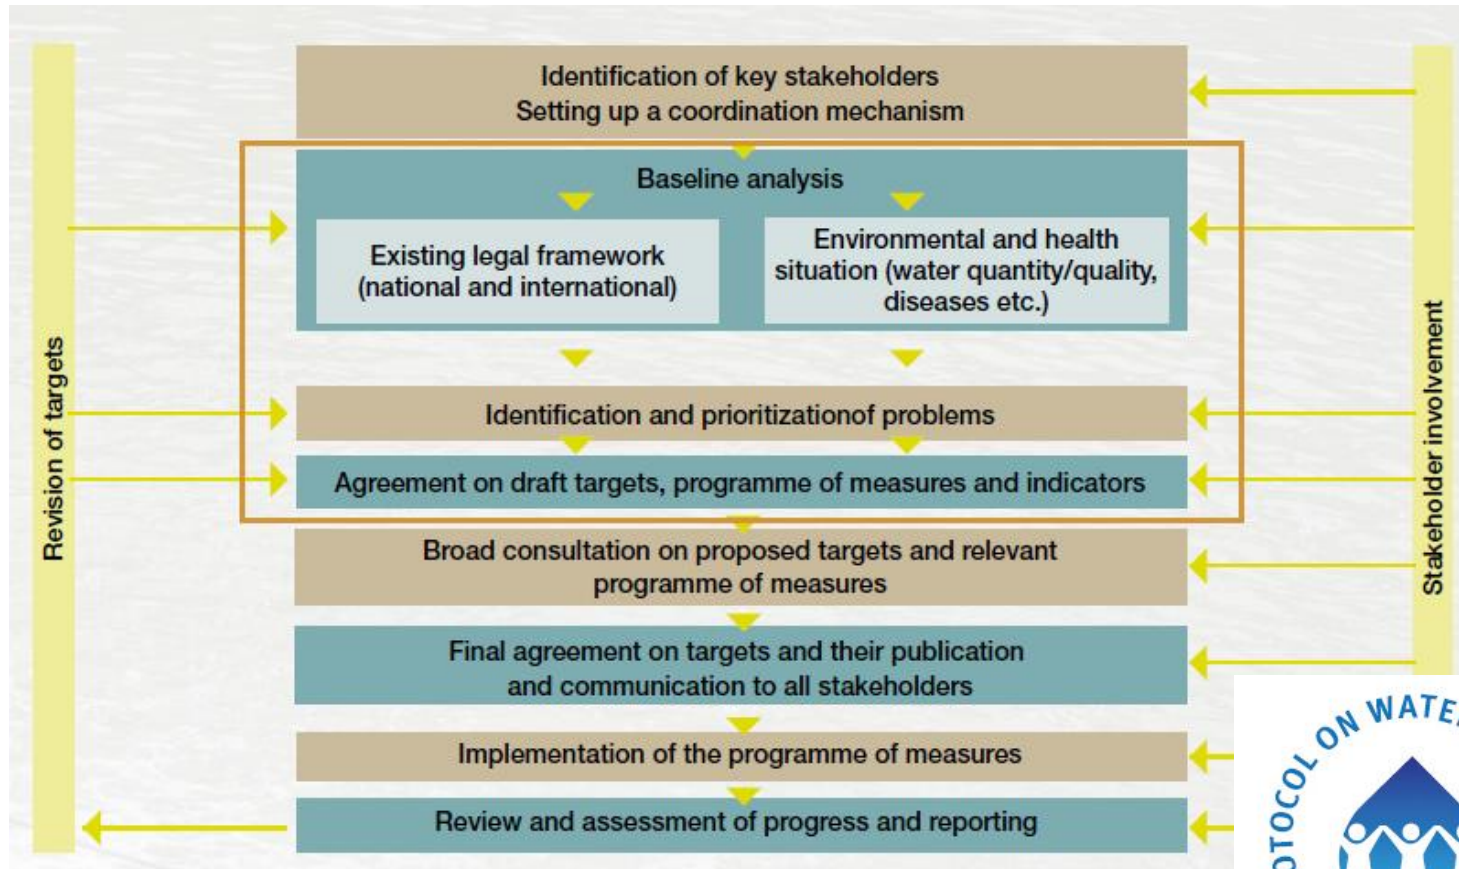 Identification of key stakeholders
Setting up a coordination mechanism
Baseline analysis
Existing legal framework
(national and international)
Environmental and health
situation (water quantity/quality,
diseases etc.)
Identification and prioritizationof problems
Agreement on draft targets, programme of measures and indicators
Broad consultation on proposed targets and relevant
programme of measures
Final agreement on targets and their publication
and communication to all stakeholders
Implementation of the programme of measures
Review and assessment of progress and reporting
Revision of targets
Stakeholder involvement
ON